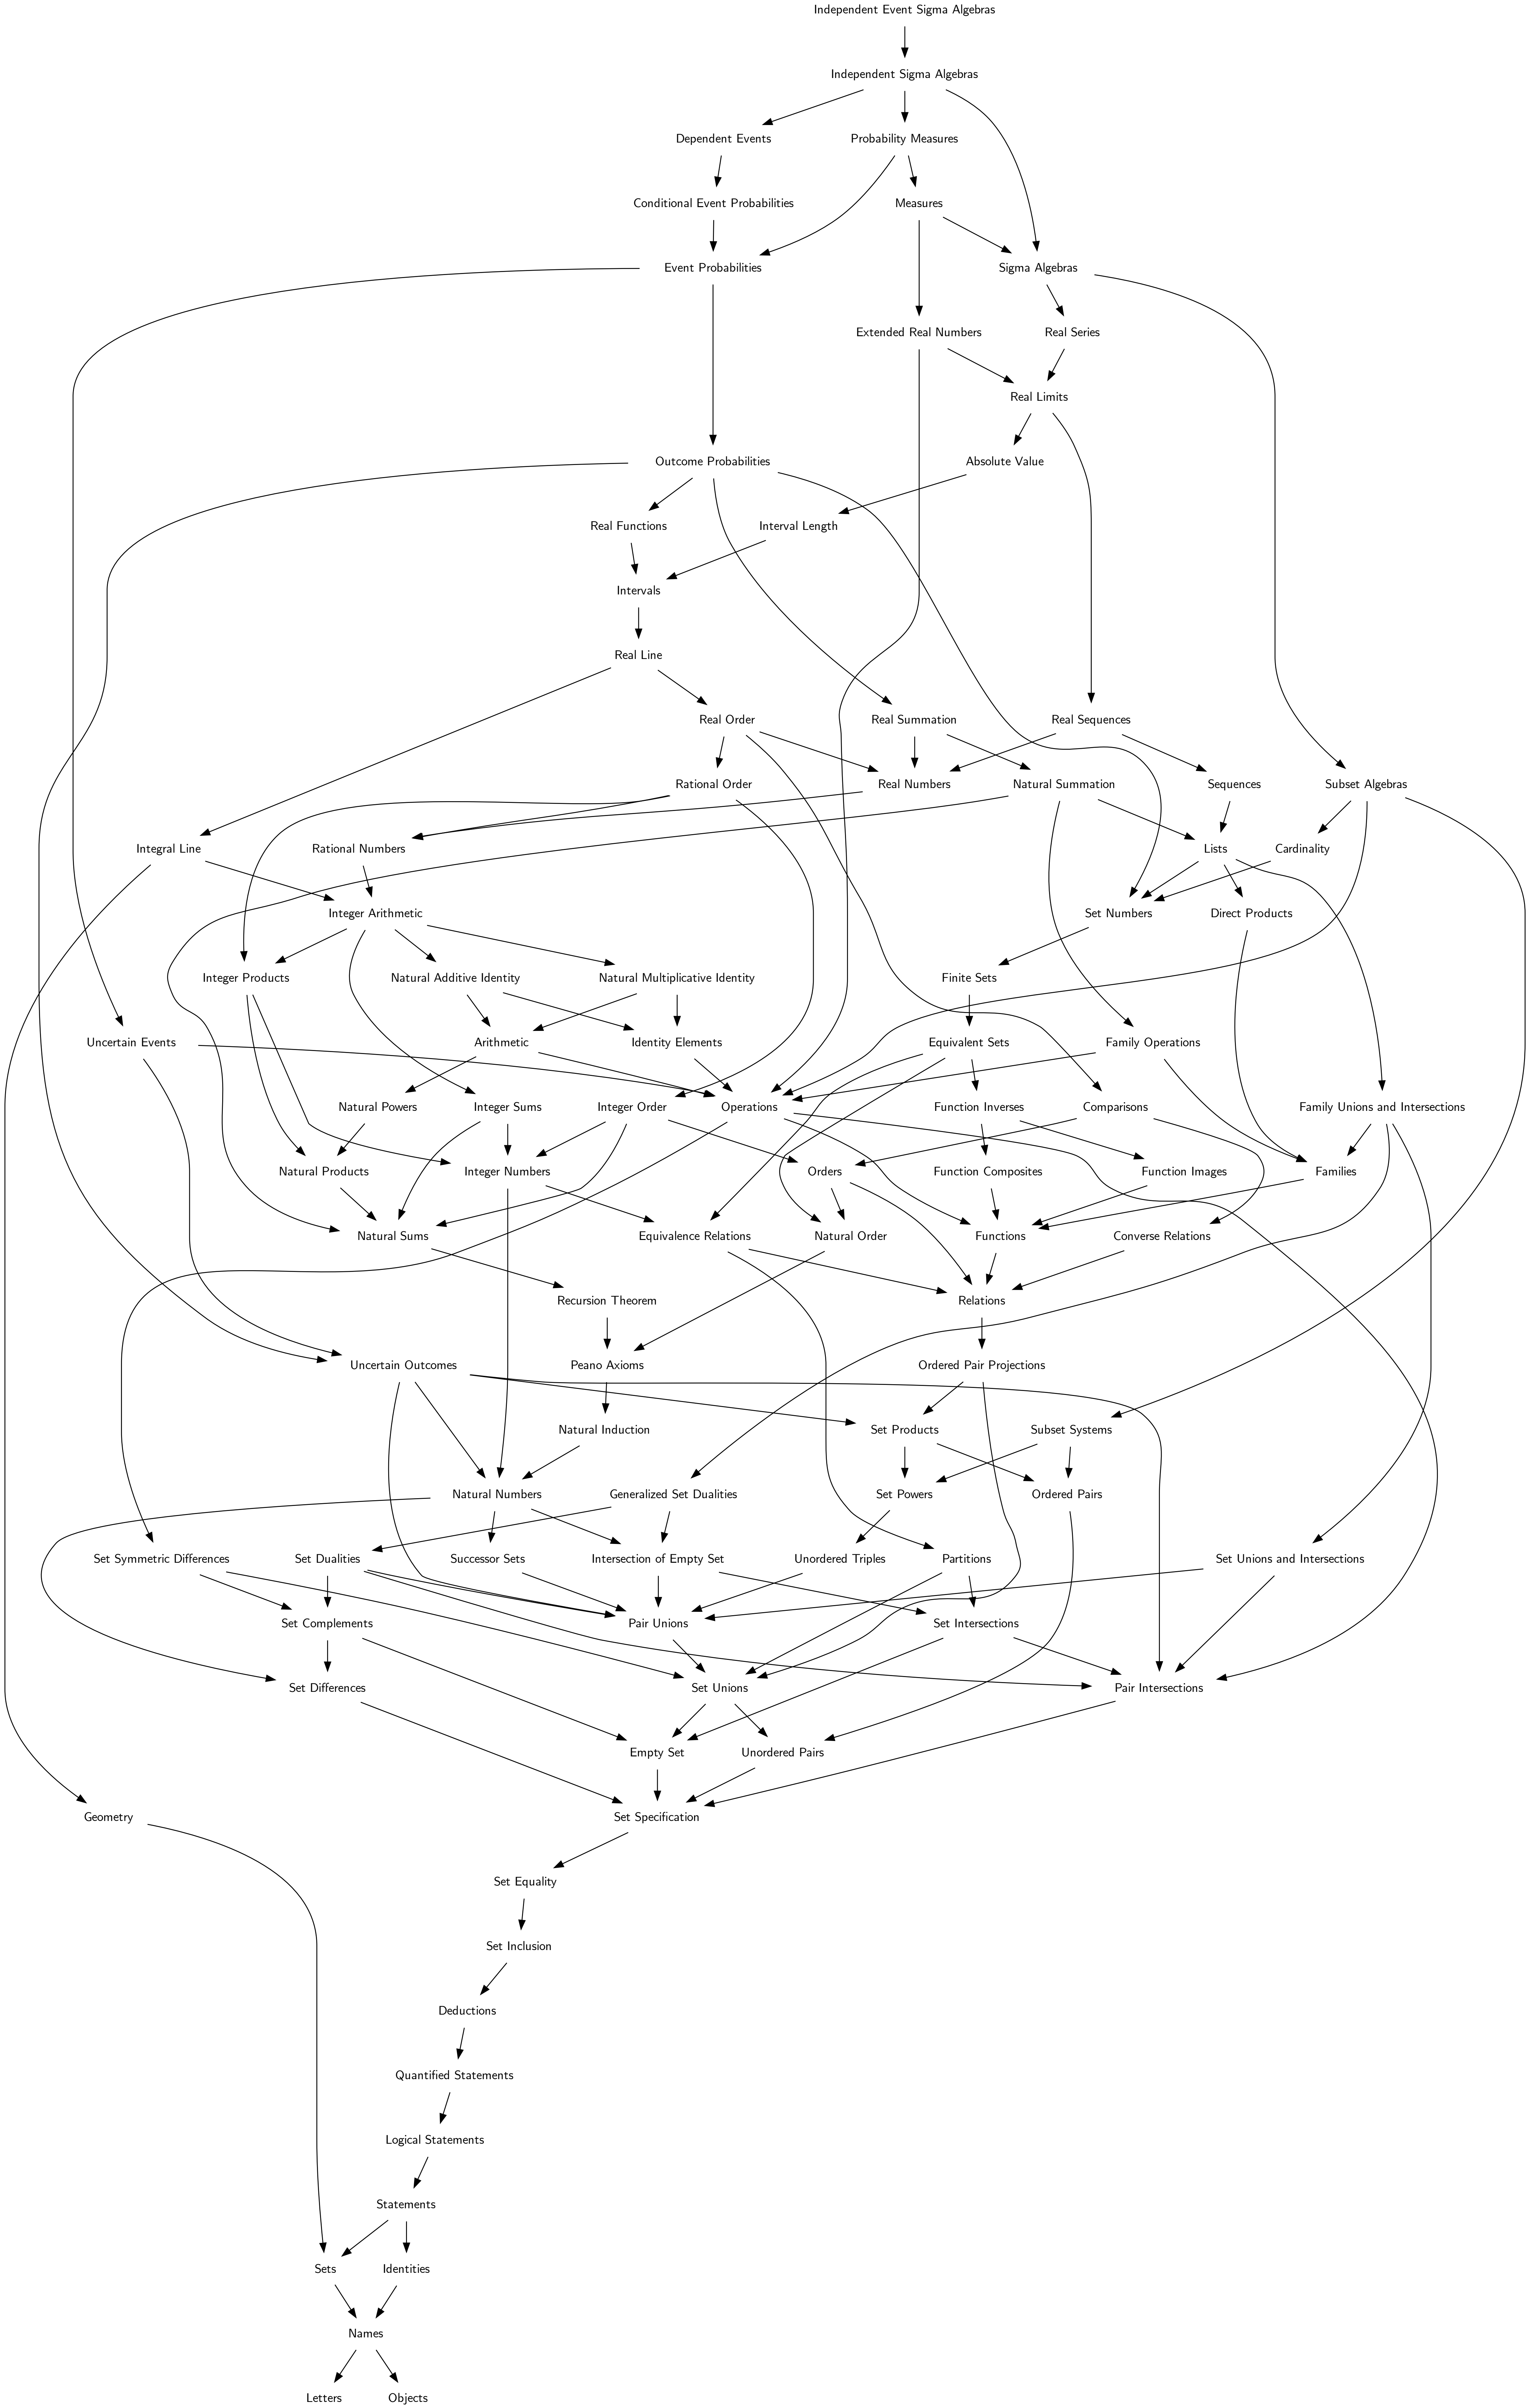 Independent Event Sigma Algebras
Independent Sigma Algebras
Dependent Events
Probability Measures
Conditional Event Probabilities
Measures
Event Probabilities
Sigma Algebras
Extended Real Numbers
Real Series
Real Limits
Outcome Probabilities
Absolute Value
Real Functions
Interval Length
Intervals
Real Line
Real Order
Real Summation
Real Sequences
Rational Order
Real Numbers
Natural Summation
Sequences
Subset Algebras
Integral Line
Rational Numbers
Lists
Cardinality
Integer Arithmetic
Set Numbers
Direct Products
Integer Products
Natural Additive Identity
Natural Multiplicative Identity
Finite Sets
Uncertain Events
Arithmetic
Identity Elements
Equivalent Sets
Family Operations
Natural Powers
Integer Sums
Integer Order
Operations
Function Inverses
Comparisons
Family Unions and Intersections
Natural Products
Integer Numbers
Orders
Function Composites
Function Images
Families
Natural Sums
Equivalence Relations
Natural Order
Functions
Converse Relations
Recursion Theorem
Relations
Uncertain Outcomes
Peano Axioms
Ordered Pair Projections
Natural Induction
Set Products
Subset Systems
Natural Numbers
Generalized Set Dualities
Set Powers
Ordered Pairs
Set Symmetric Differences
Set Dualities
Successor Sets
Intersection of Empty Set
Unordered Triples
Partitions
Set Unions and Intersections
Set Complements
Pair Unions
Set Intersections
Set Differences
Set Unions
Pair Intersections
Empty Set
Unordered Pairs
Geometry
Set Specification
Set Equality
Set Inclusion
Deductions
Quantified Statements
Logical Statements
Statements
Sets
Identities
Names
Letters
Objects